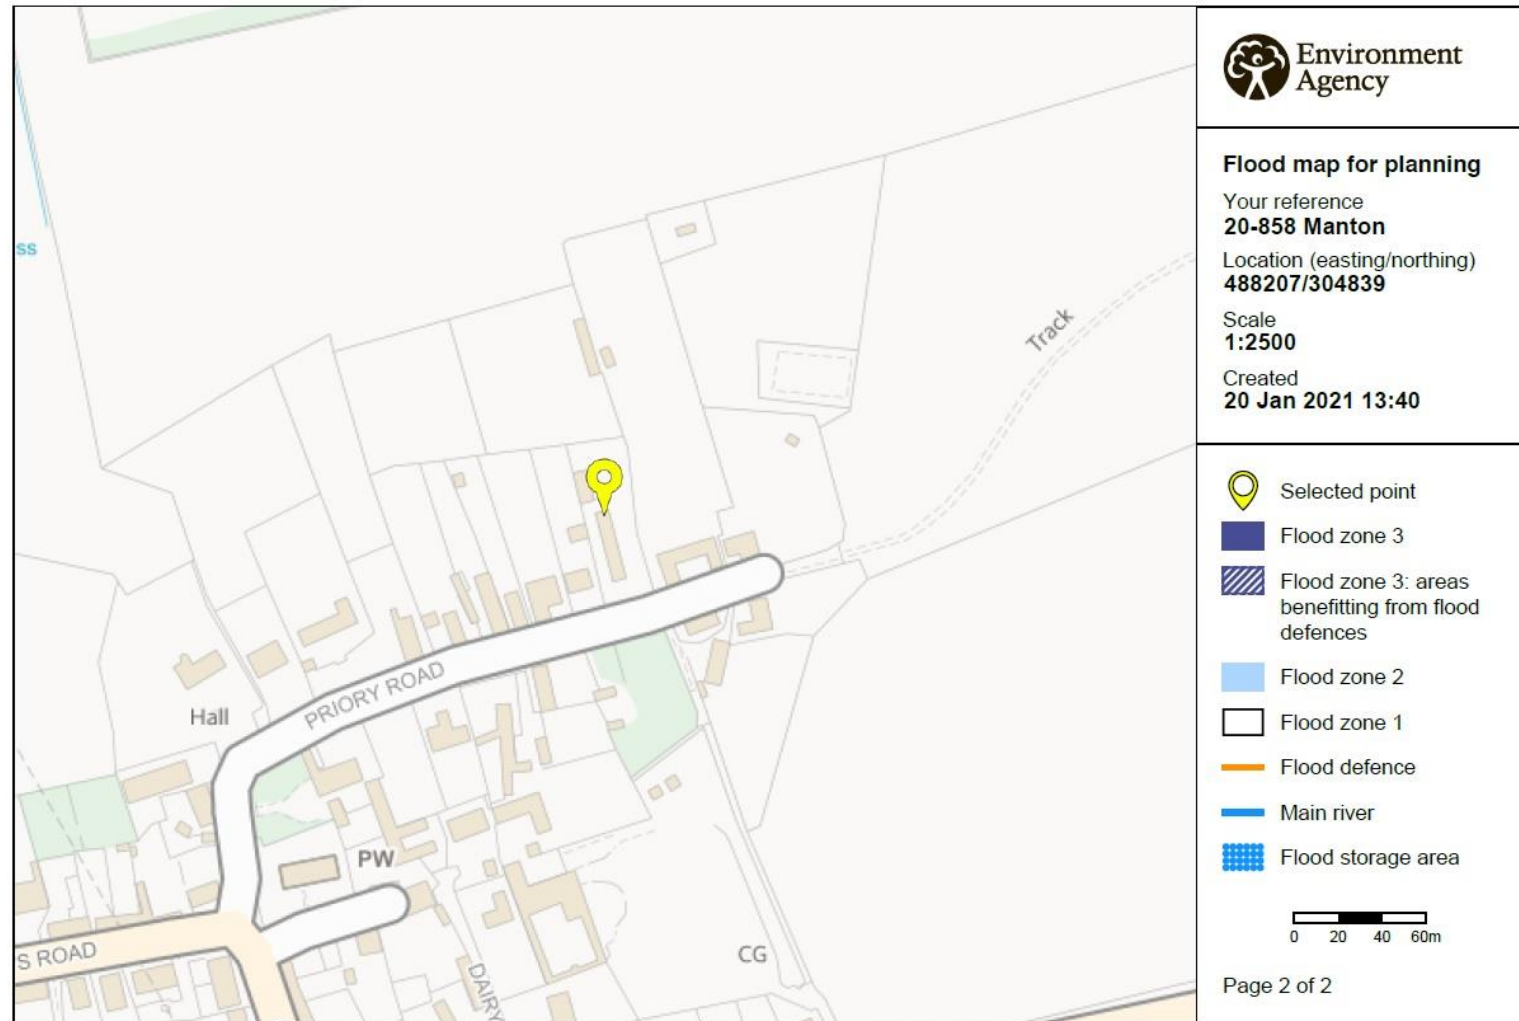 ss
Track
PRIORY ROAD
Hall
PW
S ROAD
DAIRY
CG
Environment
Agency
Flood map for planning
Your reference
20-858 Manton
Location (easting/northing)
488207/304839
Scale
1:2500
Created
20 Jan 2021 13:40
Selected point
Flood zone 3
Flood zone 3: areas
benefitting from flood
defences
Flood zone 2
Flood zone 1
Flood defence
Main river
Flood storage area
0 20 40 60m
Page 2 of 2